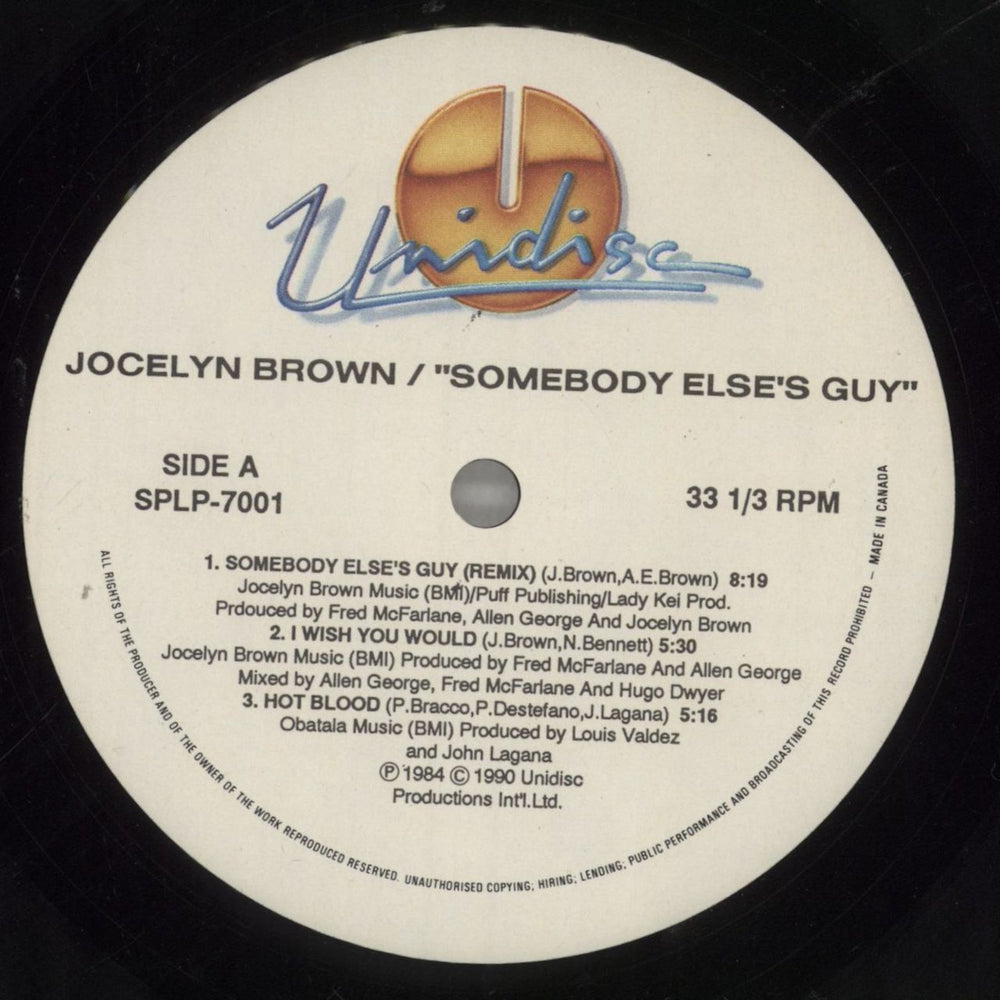 Unidisc
JOCELYN BROWN / "SOMEBODY ELSE'S GUY"
SIDE A
SPLP-7001
33 1/3 RPM
1. SOMEBODY ELSE'S GUY (REMIX) (J.Brown,A.E.Brown) 8:19
Jocelyn Brown Music (BMI)/Puff Publishing/Lady Kei Prod.
Prdouced by Fred McFarlane, Allen George And Jocelyn Brown
2. I WISH YOU WOULD (J.Brown,N.Bennett) 5:30
Jocelyn Brown Music (BMI) Produced by Fred McFarlane And Allen George
Mixed by Allen George, Fred McFarlane And Hugo Dwyer
3. HOT BLOOD (P.Bracco,P.Destefano,J.Lagana) 5:16
Obatala Music (BMI) Produced by Louis Valdez
and John Lagana
Ⓟ 1984 © 1990 Unidisc
Productions Int'l.Ltd.
ALL RIGHTS OF THE PRODUCER AND OF THE OWNER OF THE WORK REPRODUCED RESERVED. UNAUTHORISED COPYING; HIRING; LENDING; PUBLIC PERFORMANCE AND BROADCASTING OF THIS RECORD PROHIBITED – MADE IN CANADA